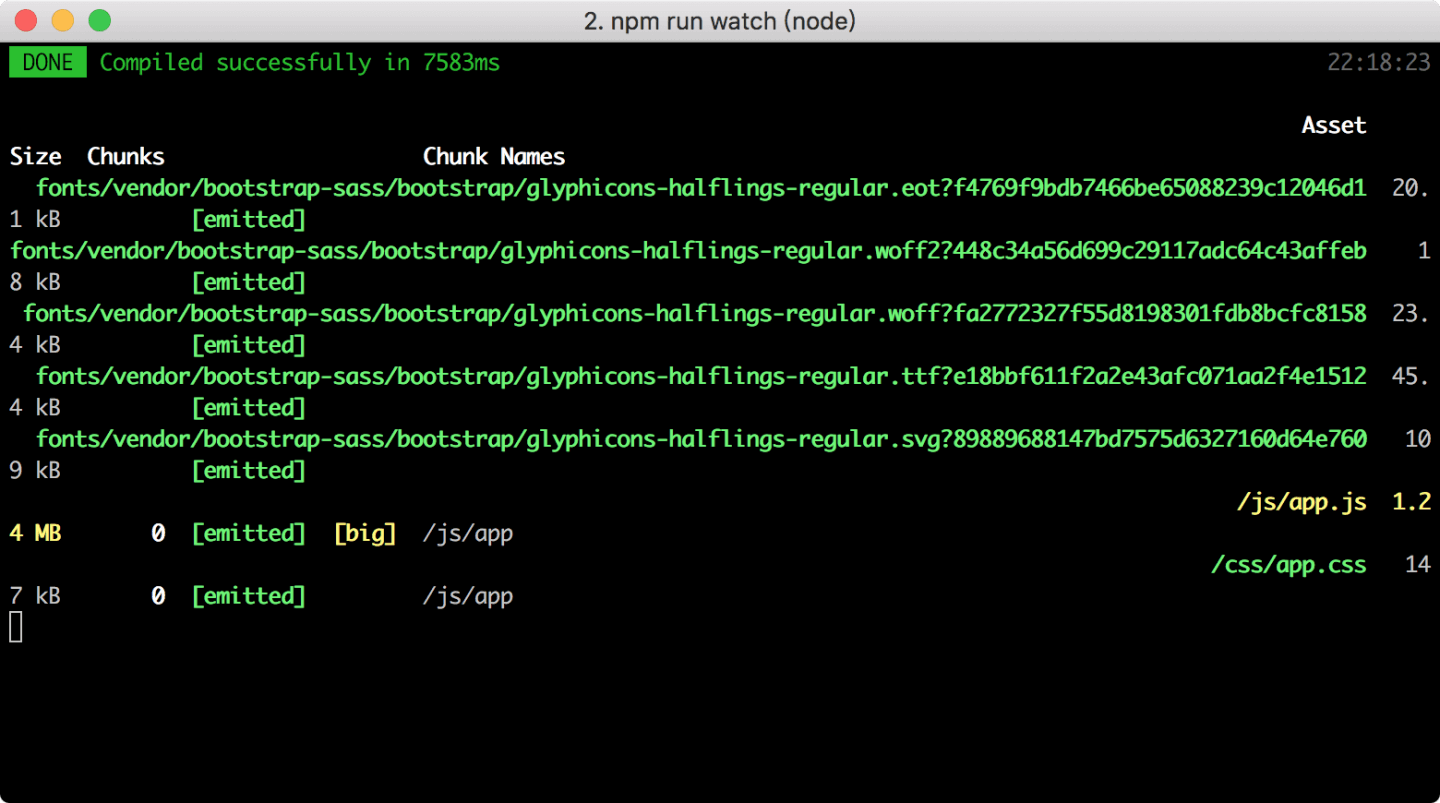 2. npm run watch (node)
DONE Compiled successfully in 7583ms 22:18:23
Asset
Size Chunks Chunk Names
fonts/vendor/bootstrap-sass/bootstrap/glyphicons-halflings-regular.eot?f4769f9bdb7466be65088239c12046d1 20.
1 kB [emitted]
fonts/vendor/bootstrap-sass/bootstrap/glyphicons-halflings-regular.woff2?448c34a56d699c29117adc64c43affeb 1
8 kB [emitted]
fonts/vendor/bootstrap-sass/bootstrap/glyphicons-halflings-regular.woff?fa2772327f55d8198301fdb8bcfc8158 23.
4 kB [emitted]
fonts/vendor/bootstrap-sass/bootstrap/glyphicons-halflings-regular.ttf?e18bbf611f2a2e43afc071aa2f4e1512 45.
4 kB [emitted]
fonts/vendor/bootstrap-sass/bootstrap/glyphicons-halflings-regular.svg?89889688147bd7575d6327160d64e760 10
9 kB [emitted]
/js/app.js 1.2
4 MB 0 [emitted] [big] /js/app
/css/app.css 14
7 kB 0 [emitted] /js/app